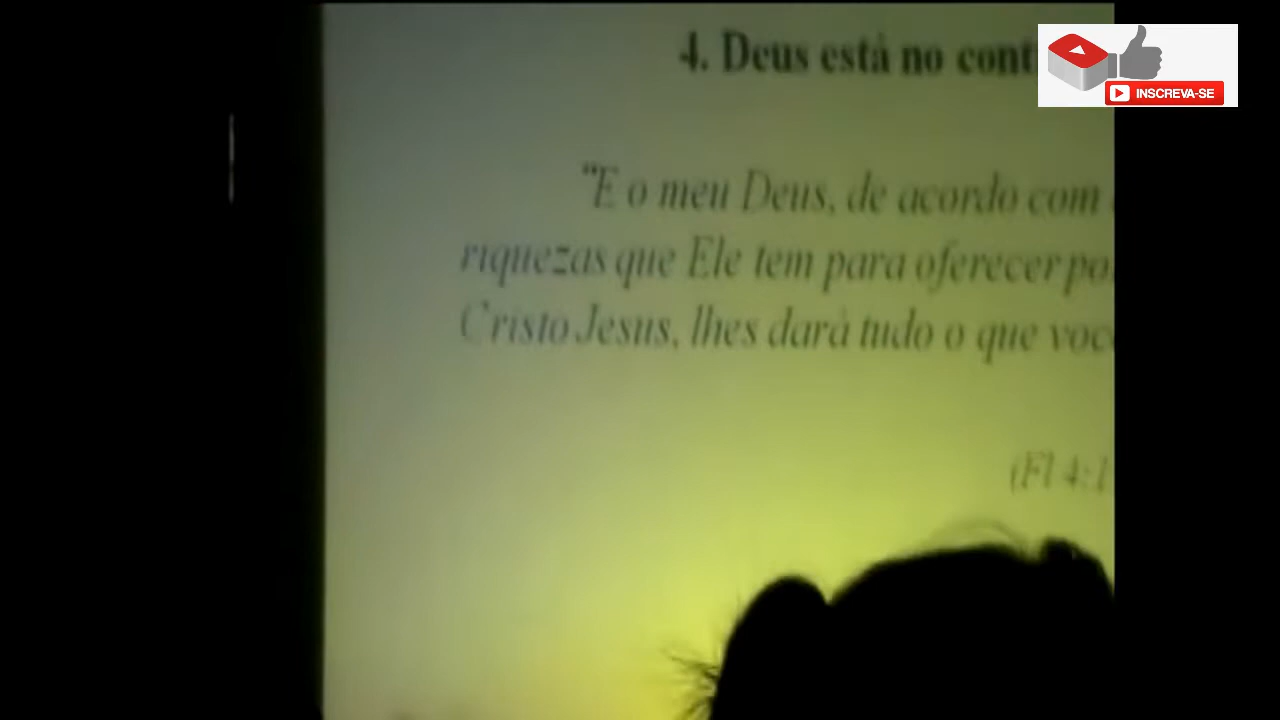 4. Deus está no cont
INSCREVA-SE
"E o meu Deus, de acordo com
riquezas que Ele tem para oferecer po
Cristo Jesus, lhes dará tudo o que voc
(Fl 4:1